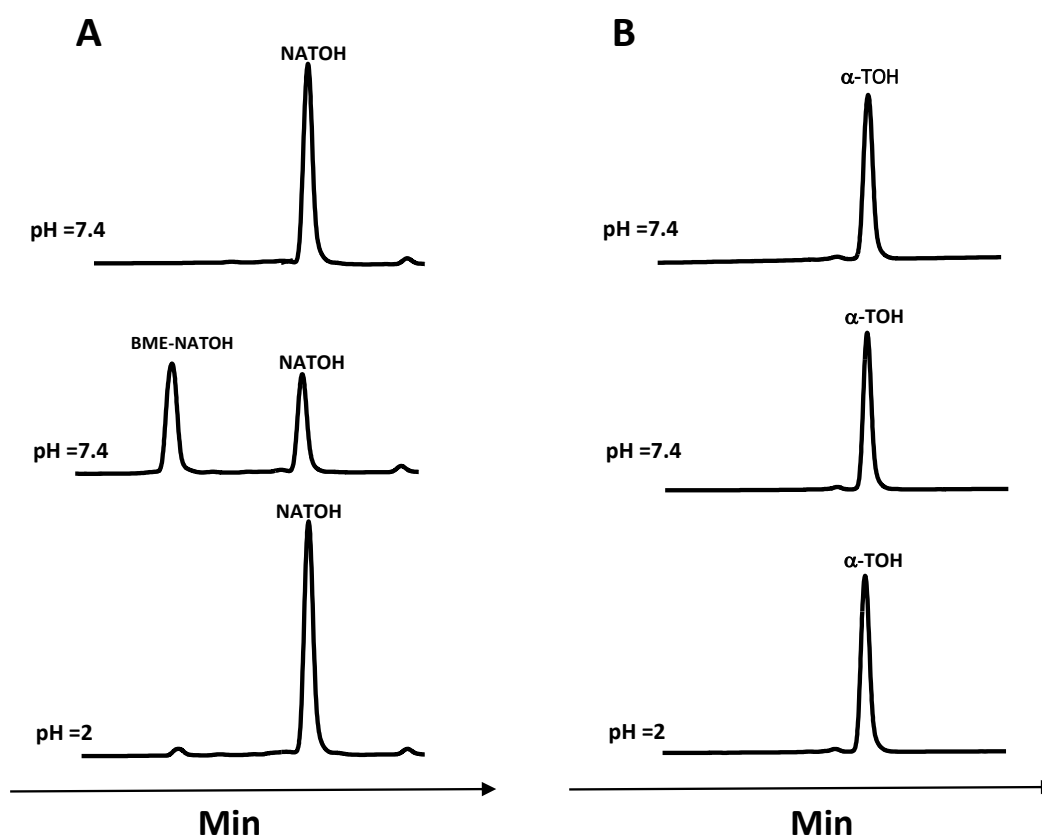 A
NATOH
pH =7.4
BME-NATOH
NATOH
pH =7.4
NATOH
pH =2
Min
B
α-TOH
pH =7.4
α-TOH
pH =7.4
α-TOH
pH =2
Min